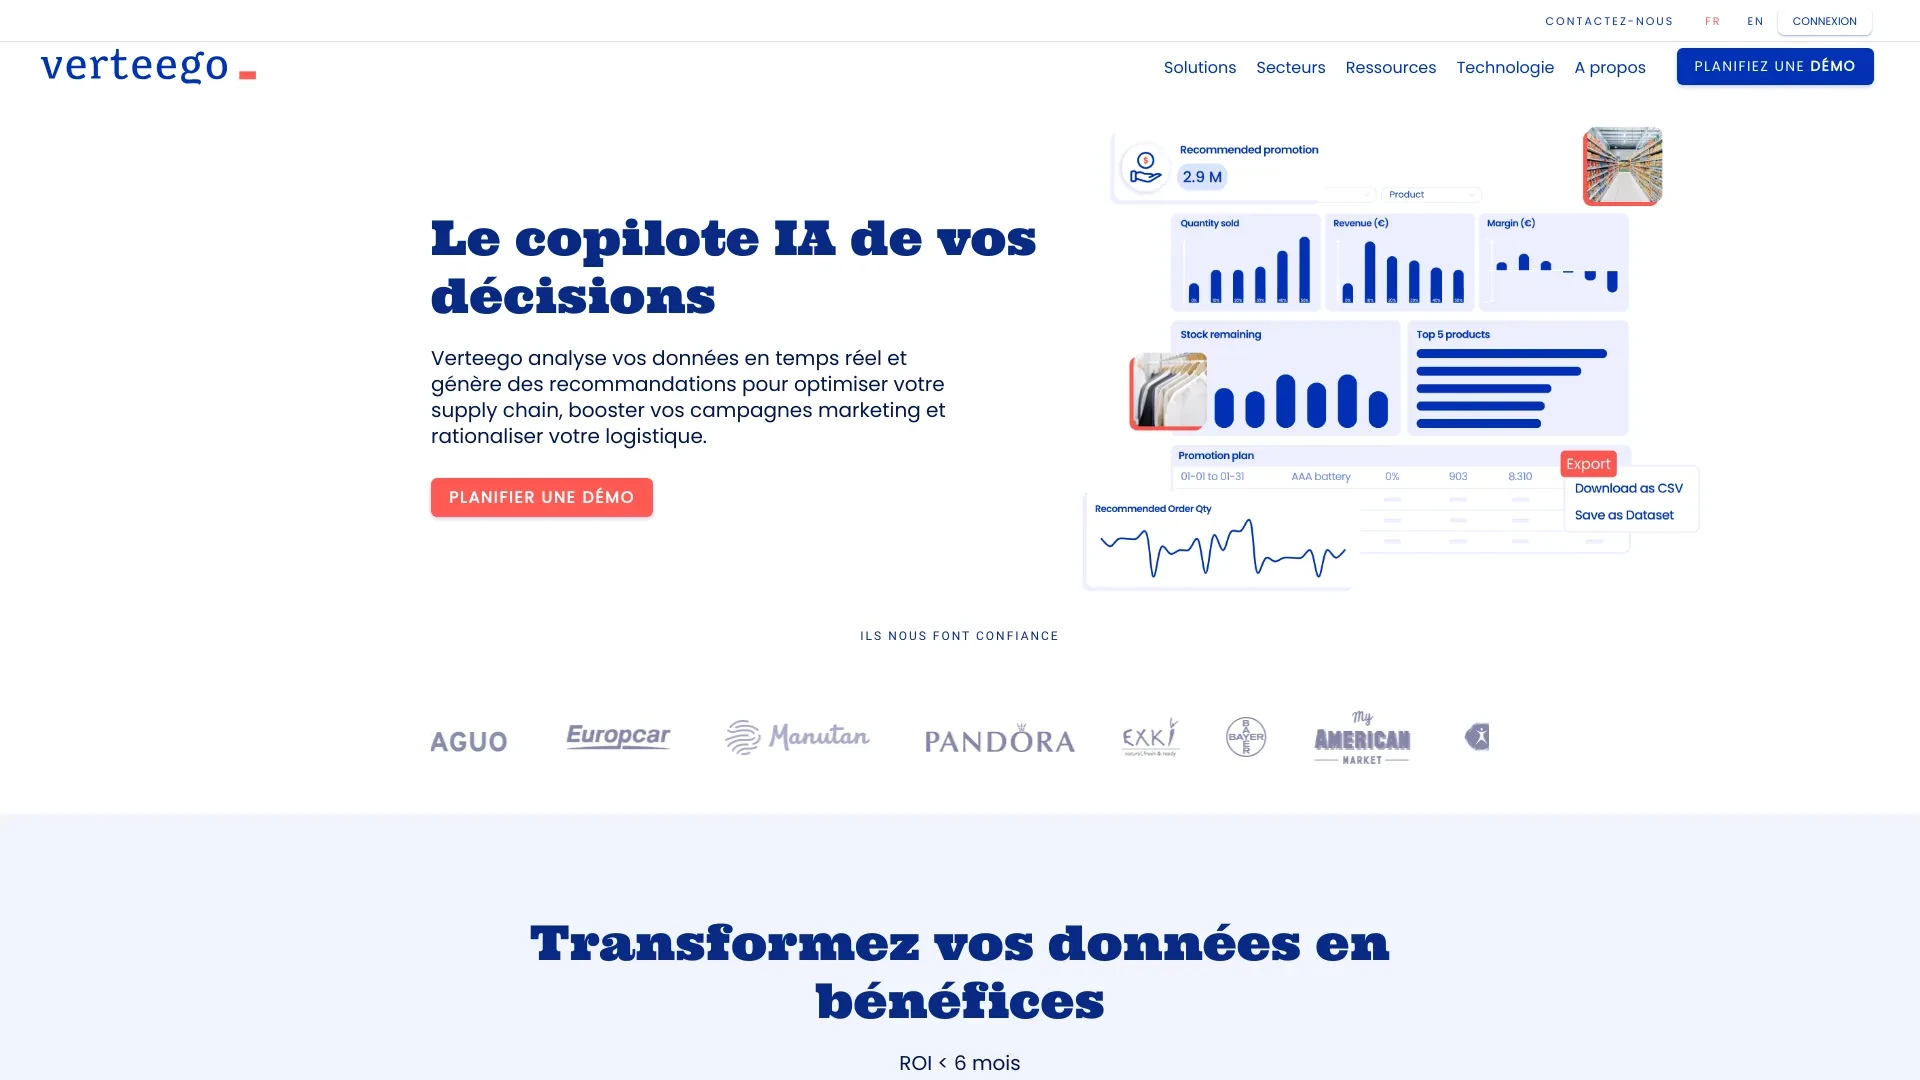 CONTACTEZ-NOUS FR EN CONNEXION
verteego
Solutions Secteurs Ressources Technologie A propos PLANIFIEZ UNE DÉMO
Le copilote IA de vos
décisions
Verteego analyse vos données en temps réel et
génère des recommandations pour optimiser votre
supply chain, booster vos campagnes marketing et
rationaliser votre logistique.
PLANIFIER UNE DÉMO
Recommended promotion
2.9 M
Product
Quantity sold
Revenue (€)
Margin (€)
Stock remaining
Top 5 products
Promotion plan
01-01 to 01-31 AAA battery 0% 903 8.310
Export
Download as CSV
Save as Dataset
Recommended Order Qty
ILS NOUS FONT CONFIANCE
AGUO
Europcar
Manutan
PANDORA
EXKi
natural, fresh & ready
BAYER
BAYER
My
AMERICAN
MARKET
Transformez vos données en
bénéfices
ROI < 6 mois